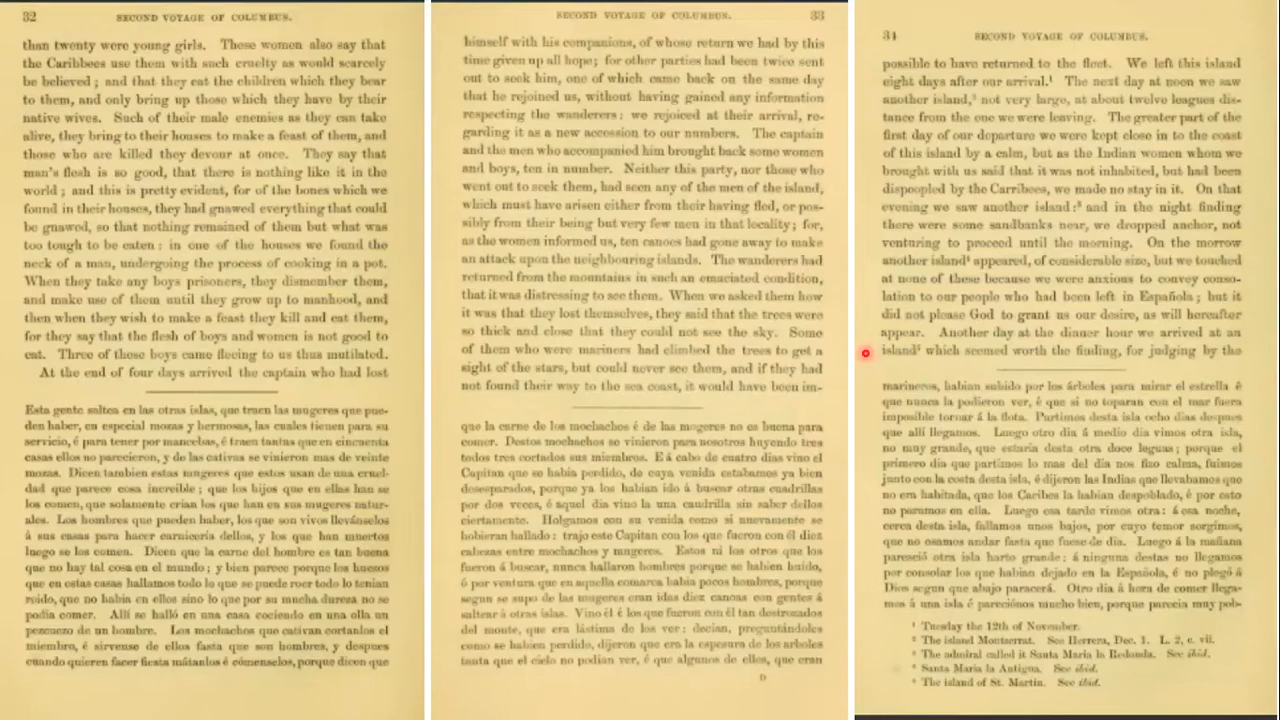 32 SECOND VOYAGE OF COLUMBUS.
than twenty were young girls. These women also say that
the Caribbees use them with such cruelty as would scarcely
be believed ; and that they eat the children which they bear
to them, and only bring up those which they have by their
native wives. Such of their male enemies as they can take
alive, they bring to their houses to make a feast of them, and
those who are killed they devour at once. They say that
man's flesh is so good, that there is nothing like it in the
world ; and this is pretty evident, for of the bones which we
found in their houses, they had gnawed everything that could
be gnawed, so that nothing remained of them but what was
too tough to be eaten : in one of the houses we found the
neck of a man, undergoing the process of cooking in a pot.
When they take any boys prisoners, they dismember them,
and make use of them until they grow up to manhood, and
then when they wish to make a feast they kill and eat them,
for they say that the flesh of boys and women is not good to
eat. Three of these boys came fleeing to us thus mutilated.
At the end of four days arrived the captain who had lost
Esta gente saltea en las otras islas, que traen las mugeres que pue-
den haber, en especial mozas y hermosas, las cuales tienen para su
servicio, é para tener por mancebas, é traen tantas que en cincuenta
casas ellos no parecieron, y de las cativas se vinieron mas de veinte
mozas. Dicen tambien estas mugeres que estos usan de una cruel-
dad que parece cosa increible ; que los hijos que en ellas han se
los comen, que solamente crian los que han en sus mugeres natur-
ales. Los hombres que pueden haber, los que son vivos llevánselos
á sus casas para hacer carnicería dellos, y los que han muertos
luego se los comen. Dicen que la carne del hombre es tan buena
que no hay tal cosa en el mundo ; y bien parece porque los huesos
que en estas casas hallamos todo lo que se puede roer todo lo tenian
roido, que no habia en ellos sino lo que por su mucha dureza no se
podia comer. Allí se halló en una casa cociendo en una olla un
pezcuezo de un hombre. Los mochachos que cativan cortanlos el
miembro, é sirvense de ellos fasta que son hombres, y despues
cuando quieren facer fiesta mátanlos é cómenselos, porque dicen que
SECOND VOYAGE OF COLUMBUS. 33
himself with his companions, of whose return we had by this
time given up all hope; for other parties had been twice sent
out to seek him, one of which came back on the same day
that he rejoined us, without having gained any information
respecting the wanderers : we rejoiced at their arrival, re-
garding it as a new accession to our numbers. The captain
and the men who accompanied him brought back some women
and boys, ten in number. Neither this party, nor those who
went out to seek them, had seen any of the men of the island,
which must have arisen either from their having fled, or pos-
sibly from their being but very few men in that locality ; for,
as the women informed us, ten canoes had gone away to make
an attack upon the neighbouring islands. The wanderers had
returned from the mountains in such an emaciated condition,
that it was distressing to see them. When we asked them how
it was that they lost themselves, they said that the trees were
so thick and close that they could not see the sky. Some
of them who were mariners had climbed the trees to get a
sight of the stars, but could never see them, and if they had
not found their way to the sea coast, it would have been im-
que la carne de los mochachos é de las mogeres no es buena para
comer. Destos mochachos se vinieron para nosotros huyendo tres
todos tres cortados sus miembros. E á cabo de cuatro dias vino el
Capitan que se habia perdido, de cuya venida estabamos ya bien
desesparados, porque ya los habian ido á buscar otras cuadrillas
por dos veces, é aquel dia vino la una cuadrilla sin saber dellos
ciertamente. Holgamos con su venida como si nuevamente se
hobieran hallado : trajo este Capitan con los que fueron con él diez
cabezas entre mochachos y mugeres. Estos ni los otros que los
fueron á buscar, nunca hallaron hombres porque se habien huido,
ó por ventura que en aquella comarca habia pocos hombres, porque
segun se supo de las mugeres eran idas diez canoas con gentes á
saltear á otras islas. Vino él é los que fueron con él tan destrozados
del monte, que era lástima de los ver : decian, preguntándoles
como se habien perdido, dijeron que era la espesura de los arboles
tanta que el cielo no podian ver, é que algunos de ellos, que eran
D
34 SECOND VOYAGE OF COLUMBUS.
possible to have returned to the fleet. We left this island
eight days after our arrival.¹ The next day at noon we saw
another island,² not very large, at about twelve leagues dis-
tance from the one we were leaving. The greater part of the
first day of our departure we were kept close in to the coast
of this island by a calm, but as the Indian women whom we
brought with us said that it was not inhabited, but had been
dispeopled by the Carribees, we made no stay in it. On that
evening we saw another island :³ and in the night finding
there were some sandbanks near, we dropped anchor, not
venturing to proceed until the morning. On the morrow
another island⁴ appeared, of considerable size, but we touched
at none of these because we were anxious to convey conso-
lation to our people who had been left in Española ; but it
did not please God to grant us our desire, as will hereafter
appear. Another day at the dinner hour we arrived at an
island⁵ which seemed worth the finding, for judging by the
marineros, habian subido por los árboles para mirar el estrella é
que nunca la podieron ver, é que si no toparan con el mar fuera
imposible tornar á la flota. Partimos desta isla ocho dias despues
que allí llegamos. Luego otro dia á medio dia vimos otra isla,
no muy grande, que estaria desta otra doce leguas; porque el
primero dia que partimos lo mas del dia nos fizo calma, fuimos
junto con la costa desta isla, é dijeron las Indias que llevabamos que
no era habitada, que los Caribes la habian despoblado, é por esto
no paramos en ella. Luego esa tarde vimos otra : á esa noche,
cerca desta isla, fallamos unos bajos, por cuyo temor sorgimos,
que no osamos andar fasta que fuese de dia. Luego á la mañana
paresció otra isla harto grande : á ninguna destas no llegamos
por consolar los que habian dejado en la Española, é no plegó á
Dios segun que abajo paracerá. Otro dia á hora de comer llega-
mos á una isla é pareciónos mucho bien, porque parecia muy pob-
¹ Tuesday the 12th of November.
² The island Montserrat. See Herrera, Dec. 1. L. 2, c. vii.
³ The admiral called it Santa Maria la Redonda. See ibid.
⁴ Santa Maria la Antigua. See ibid.
⁵ The island of St. Martin. See ibid.